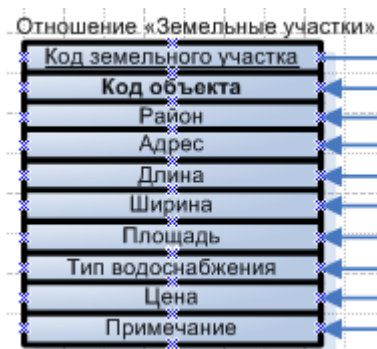 Отношение «Земельные участки»
Код земельного участка
Код объекта
Район
Адрес
Длина
Ширина
Площадь
Тип водоснабжения
Цена
Примечание